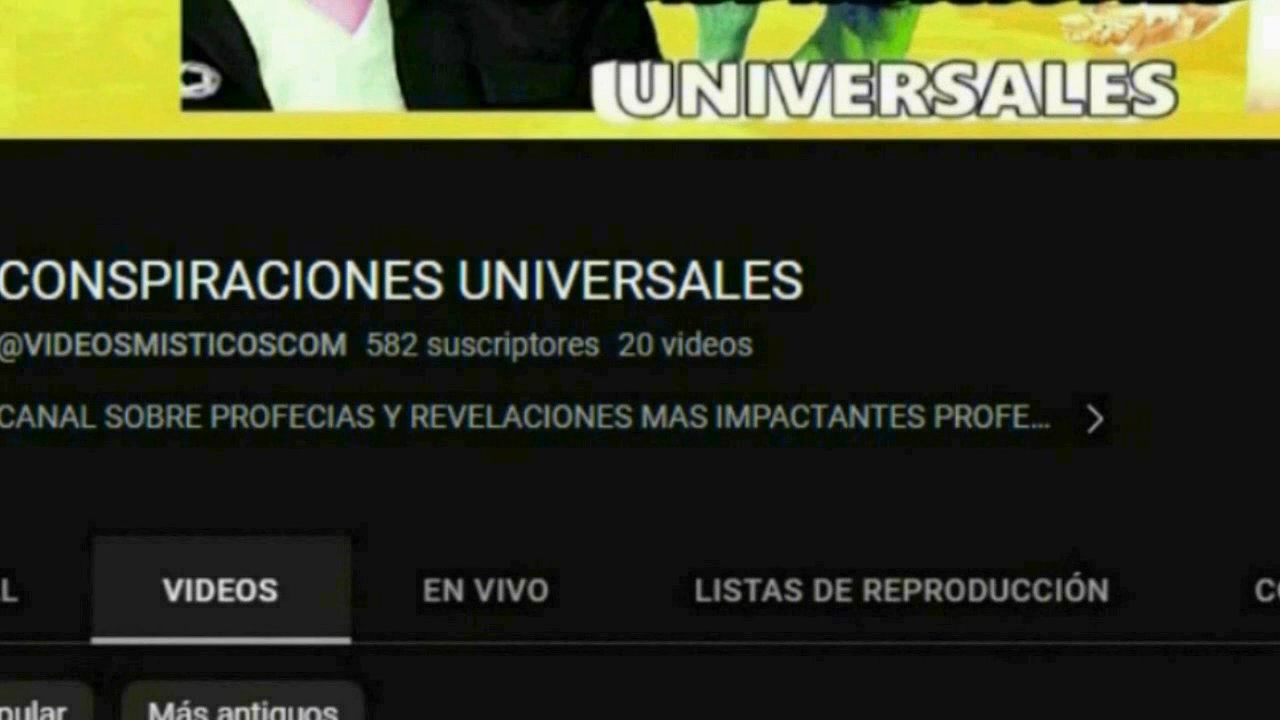 UNIVERSALES
CONSPIRACIONES UNIVERSALES
@VIDEOSMISTICOSCOM 582 suscriptores 20 videos
CANAL SOBRE PROFECIAS Y REVELACIONES MAS IMPACTANTES PROFE...
VIDEOS EN VIVO LISTAS DE REPRODUCCIÓN
Más antiguos